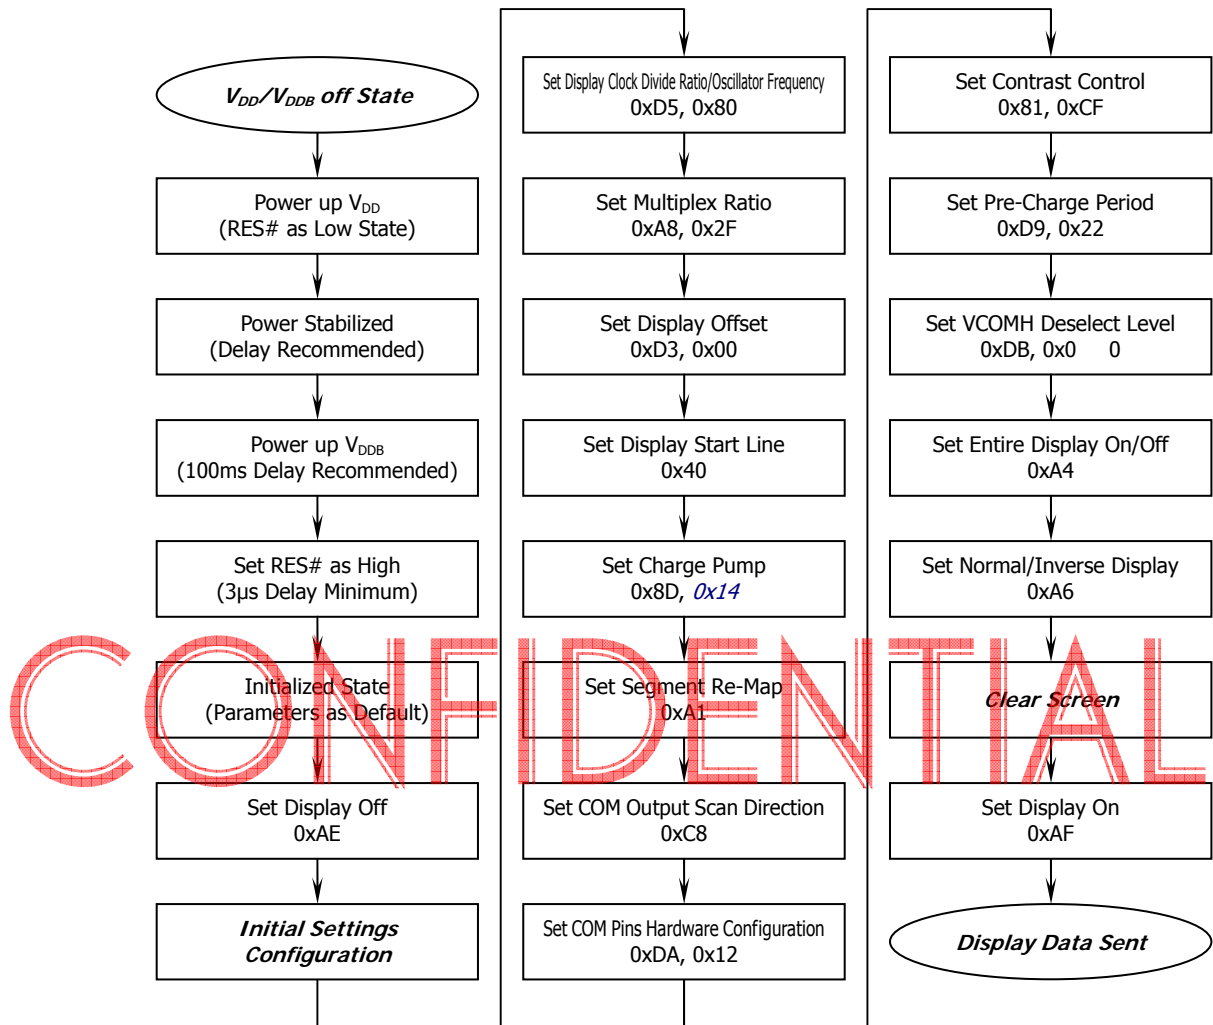 V_DD/V_DDB off State
Power up V_DD
(RES# as Low State)
Power Stabilized
(Delay Recommended)
Power up V_DDB
(100ms Delay Recommended)
Set RES# as High
(3μs Delay Minimum)
Initialized State
(Parameters as Default)
Set Display Off
0xAE
Initial Settings
Configuration
Set Display Clock Divide Ratio/Oscillator Frequency
0xD5, 0x80
Set Multiplex Ratio
0xA8, 0x2F
Set Display Offset
0xD3, 0x00
Set Display Start Line
0x40
Set Charge Pump
0x8D, 0x14
Set Segment Re-Map
0xA1
Set COM Output Scan Direction
0xC8
Set COM Pins Hardware Configuration
0xDA, 0x12
Set Contrast Control
0x81, 0xCF
Set Pre-Charge Period
0xD9, 0x22
Set VCOMH Deselect Level
0xDB, 0x0 0
Set Entire Display On/Off
0xA4
Set Normal/Inverse Display
0xA6
Clear Screen
Set Display On
0xAF
Display Data Sent
CONFIDENTIAL